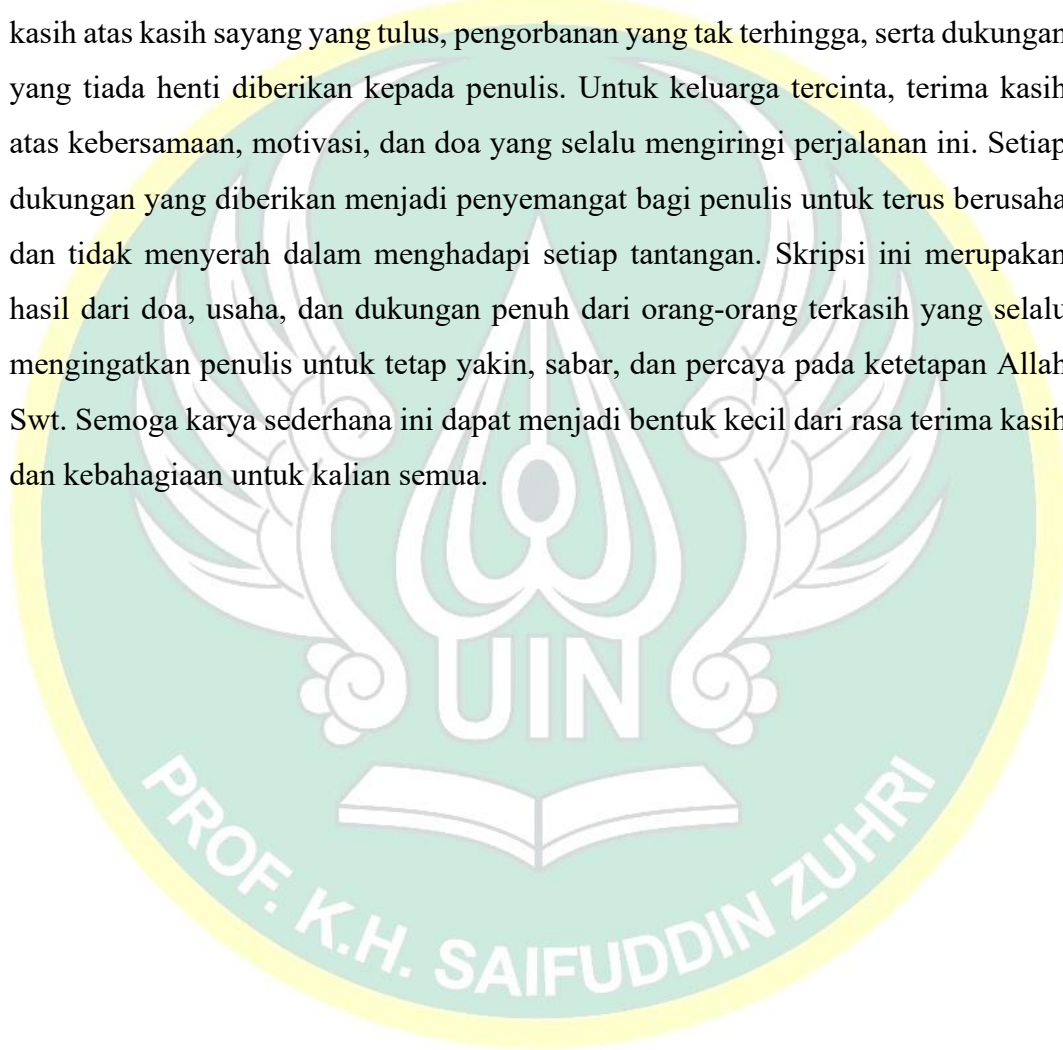 kasih atas kasih sayang yang tulus, pengorbanan yang tak terhingga, serta dukungan
yang tiada henti diberikan kepada penulis. Untuk keluarga tercinta, terima kasih
atas kebersamaan, motivasi, dan doa yang selalu mengiringi perjalanan ini. Setiap
dukungan yang diberikan menjadi penyemangat bagi penulis untuk terus berusaha
dan tidak menyerah dalam menghadapi setiap tantangan. Skripsi ini merupakan
hasil dari doa, usaha, dan dukungan penuh dari orang-orang terkasih yang selalu
mengingatkan penulis untuk tetap yakin, sabar, dan percaya pada ketetapan Allah
Swt. Semoga karya sederhana ini dapat menjadi bentuk kecil dari rasa terima kasih
dan kebahagiaan untuk kalian semua.
UIN
PROF. K.H. SAIFUDDIN ZUHRI